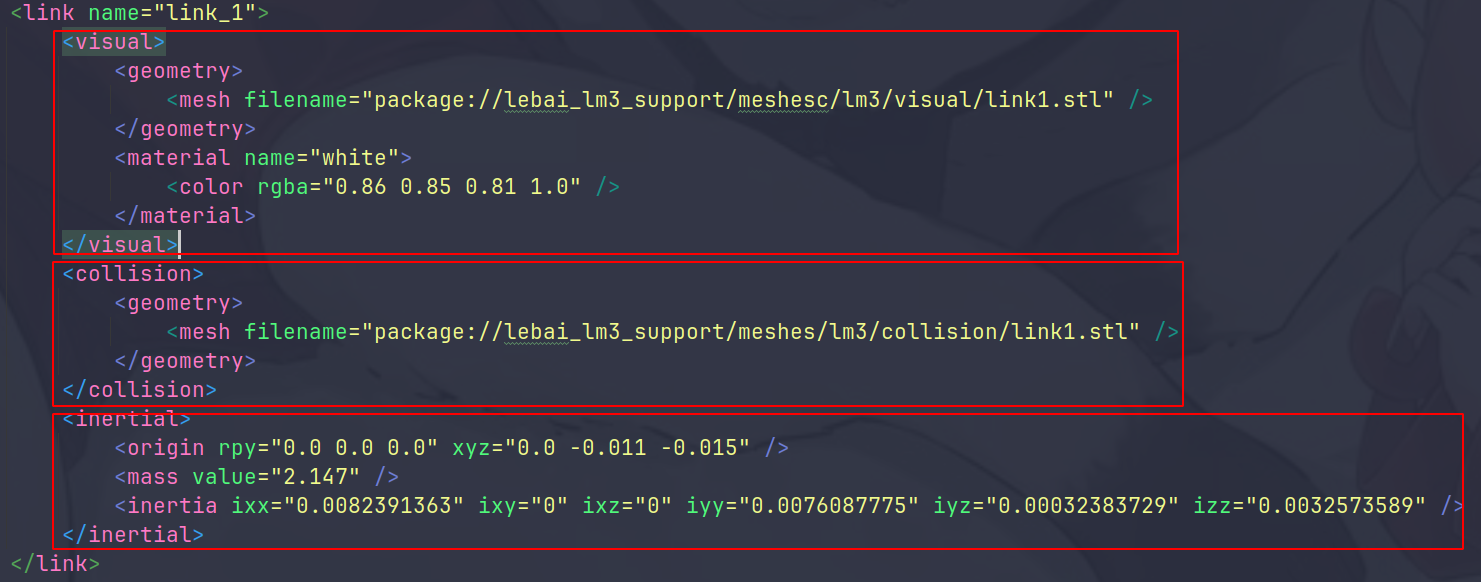 <link name="link_1">
<visual>
<geometry>
<mesh filename="package://lebai_lm3_support/meshesc/lm3/visual/link1.stl" />
</geometry>
<material name="white">
<color rgba="0.86 0.85 0.81 1.0" />
</material>
</visual>
<collision>
<geometry>
<mesh filename="package://lebai_lm3_support/meshes/lm3/collision/link1.stl" />
</geometry>
</collision>
<inertial>
<origin rpy="0.0 0.0 0.0" xyz="0.0 -0.011 -0.015" />
<mass value="2.147" />
<inertia ixx="0.0082391363" ixy="0" ixz="0" iyy="0.0076087775" iyz="0.00032383729" izz="0.0032573589" />
</inertial>
</link>